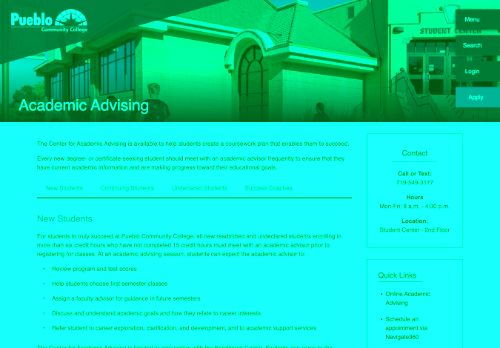 Pueblo
Community College
STUDENT CENTER
Menu
Search
Login
Apply
Academic Advising
The Center for Academic Advising is available to help students create a coursework plan that enables them to succeed.
Every new degree- or certificate-seeking student should meet with an academic advisor frequently to ensure that they
have current academic information and are making progress toward their educational goals.
New Students
Continuing Students
Undeclared Students
Success Coaches
New Students
For students to truly succeed at Pueblo Community College, all new restricted and undeclared students enrolling in
more than six credit hours who have not completed 15 credit hours must meet with an academic advisor prior to
registering for classes. At an academic advising session, students can expect the academic advisor to:
• Review program and test scores
• Help students choose first semester classes
• Assign a faculty advisor for guidance in future semesters
• Discuss and understand academic goals and how they relate to career interests
• Refer student to career exploration, clarification, and development, and to academic support services
Contact
Call or Text:
719-549-3177
Hours
Mon-Fri, 8 a.m. - 4:30 p.m.
Location:
Student Center - 2nd Floor
Quick Links
• Online Academic
Advising
• Schedule an
appointment via
Navigate360